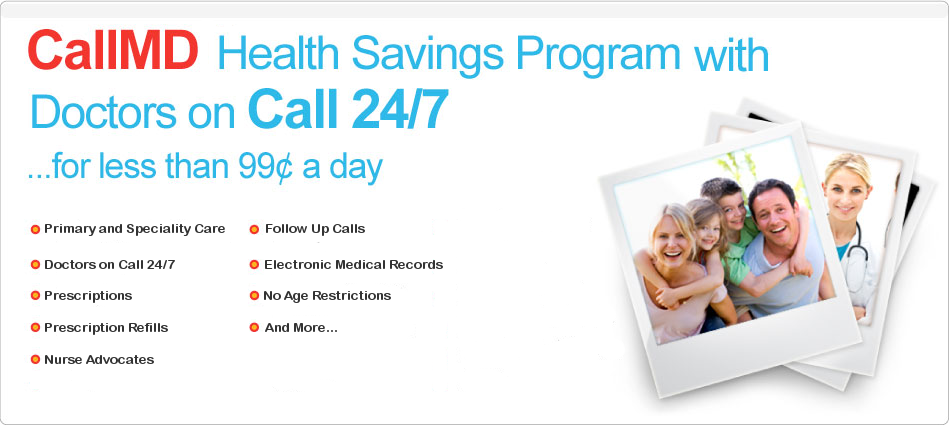 CallMD Health Savings Program with
Doctors on Call 24/7
...for less than 99¢ a day
Primary and Speciality Care
Doctors on Call 24/7
Prescriptions
Prescription Refills
Nurse Advocates
Follow Up Calls
Electronic Medical Records
No Age Restrictions
And More...